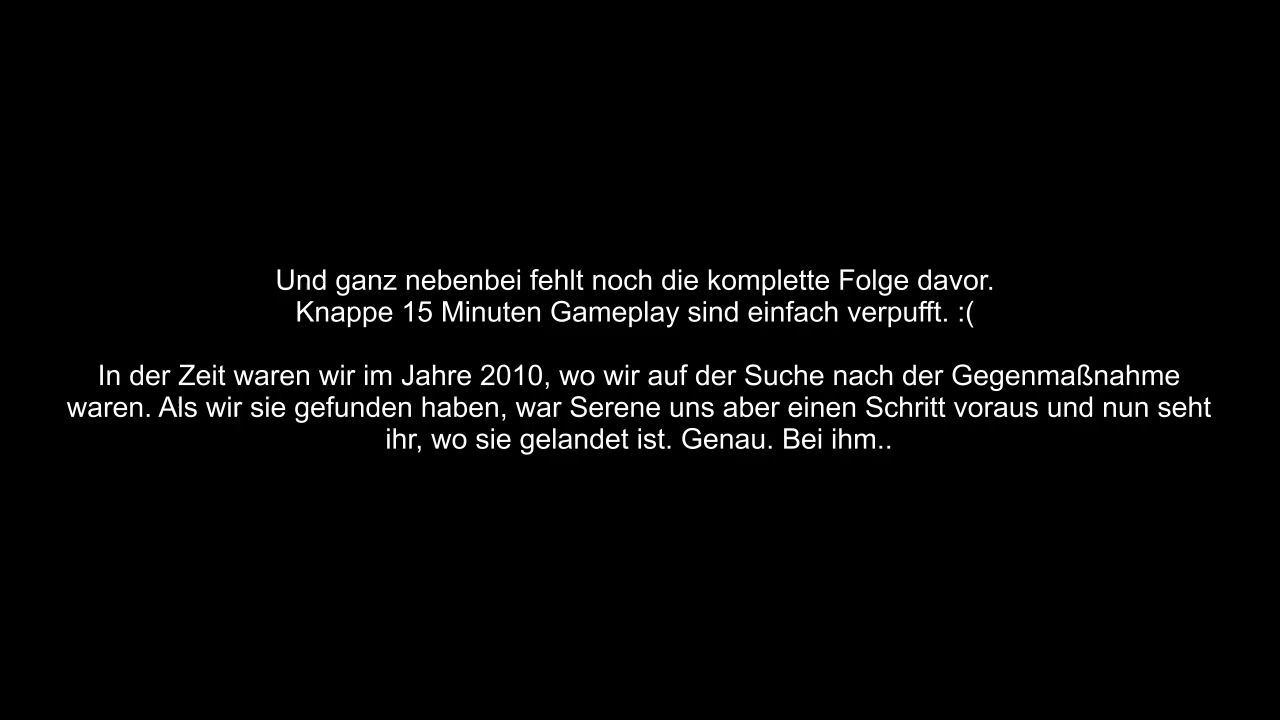 Und ganz nebenbei fehlt noch die komplette Folge davor.
Knappe 15 Minuten Gameplay sind einfach verpufft. :(
In der Zeit waren wir im Jahre 2010, wo wir auf der Suche nach der Gegenmaßnahme
waren. Als wir sie gefunden haben, war Serene uns aber einen Schritt voraus und nun seht
ihr, wo sie gelandet ist. Genau. Bei ihm..